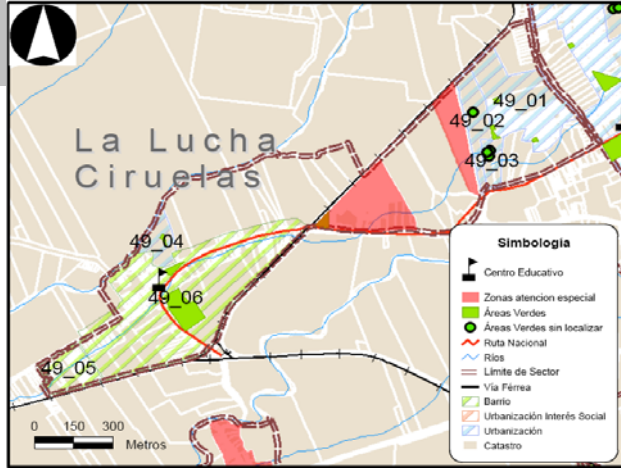 49_01
49_02
49_03
La Lucha
Ciruelas
49_04
49_06
49_05
0 150 300
Metros
Simbología
Centro Educativo
Zonas atencion especial
Áreas Verdes
Áreas Verdes sin localizar
Ruta Nacional
Ríos
Límite de Sector
Vía Férrea
Barrio
Urbanización Interés Social
Urbanización
Catastro